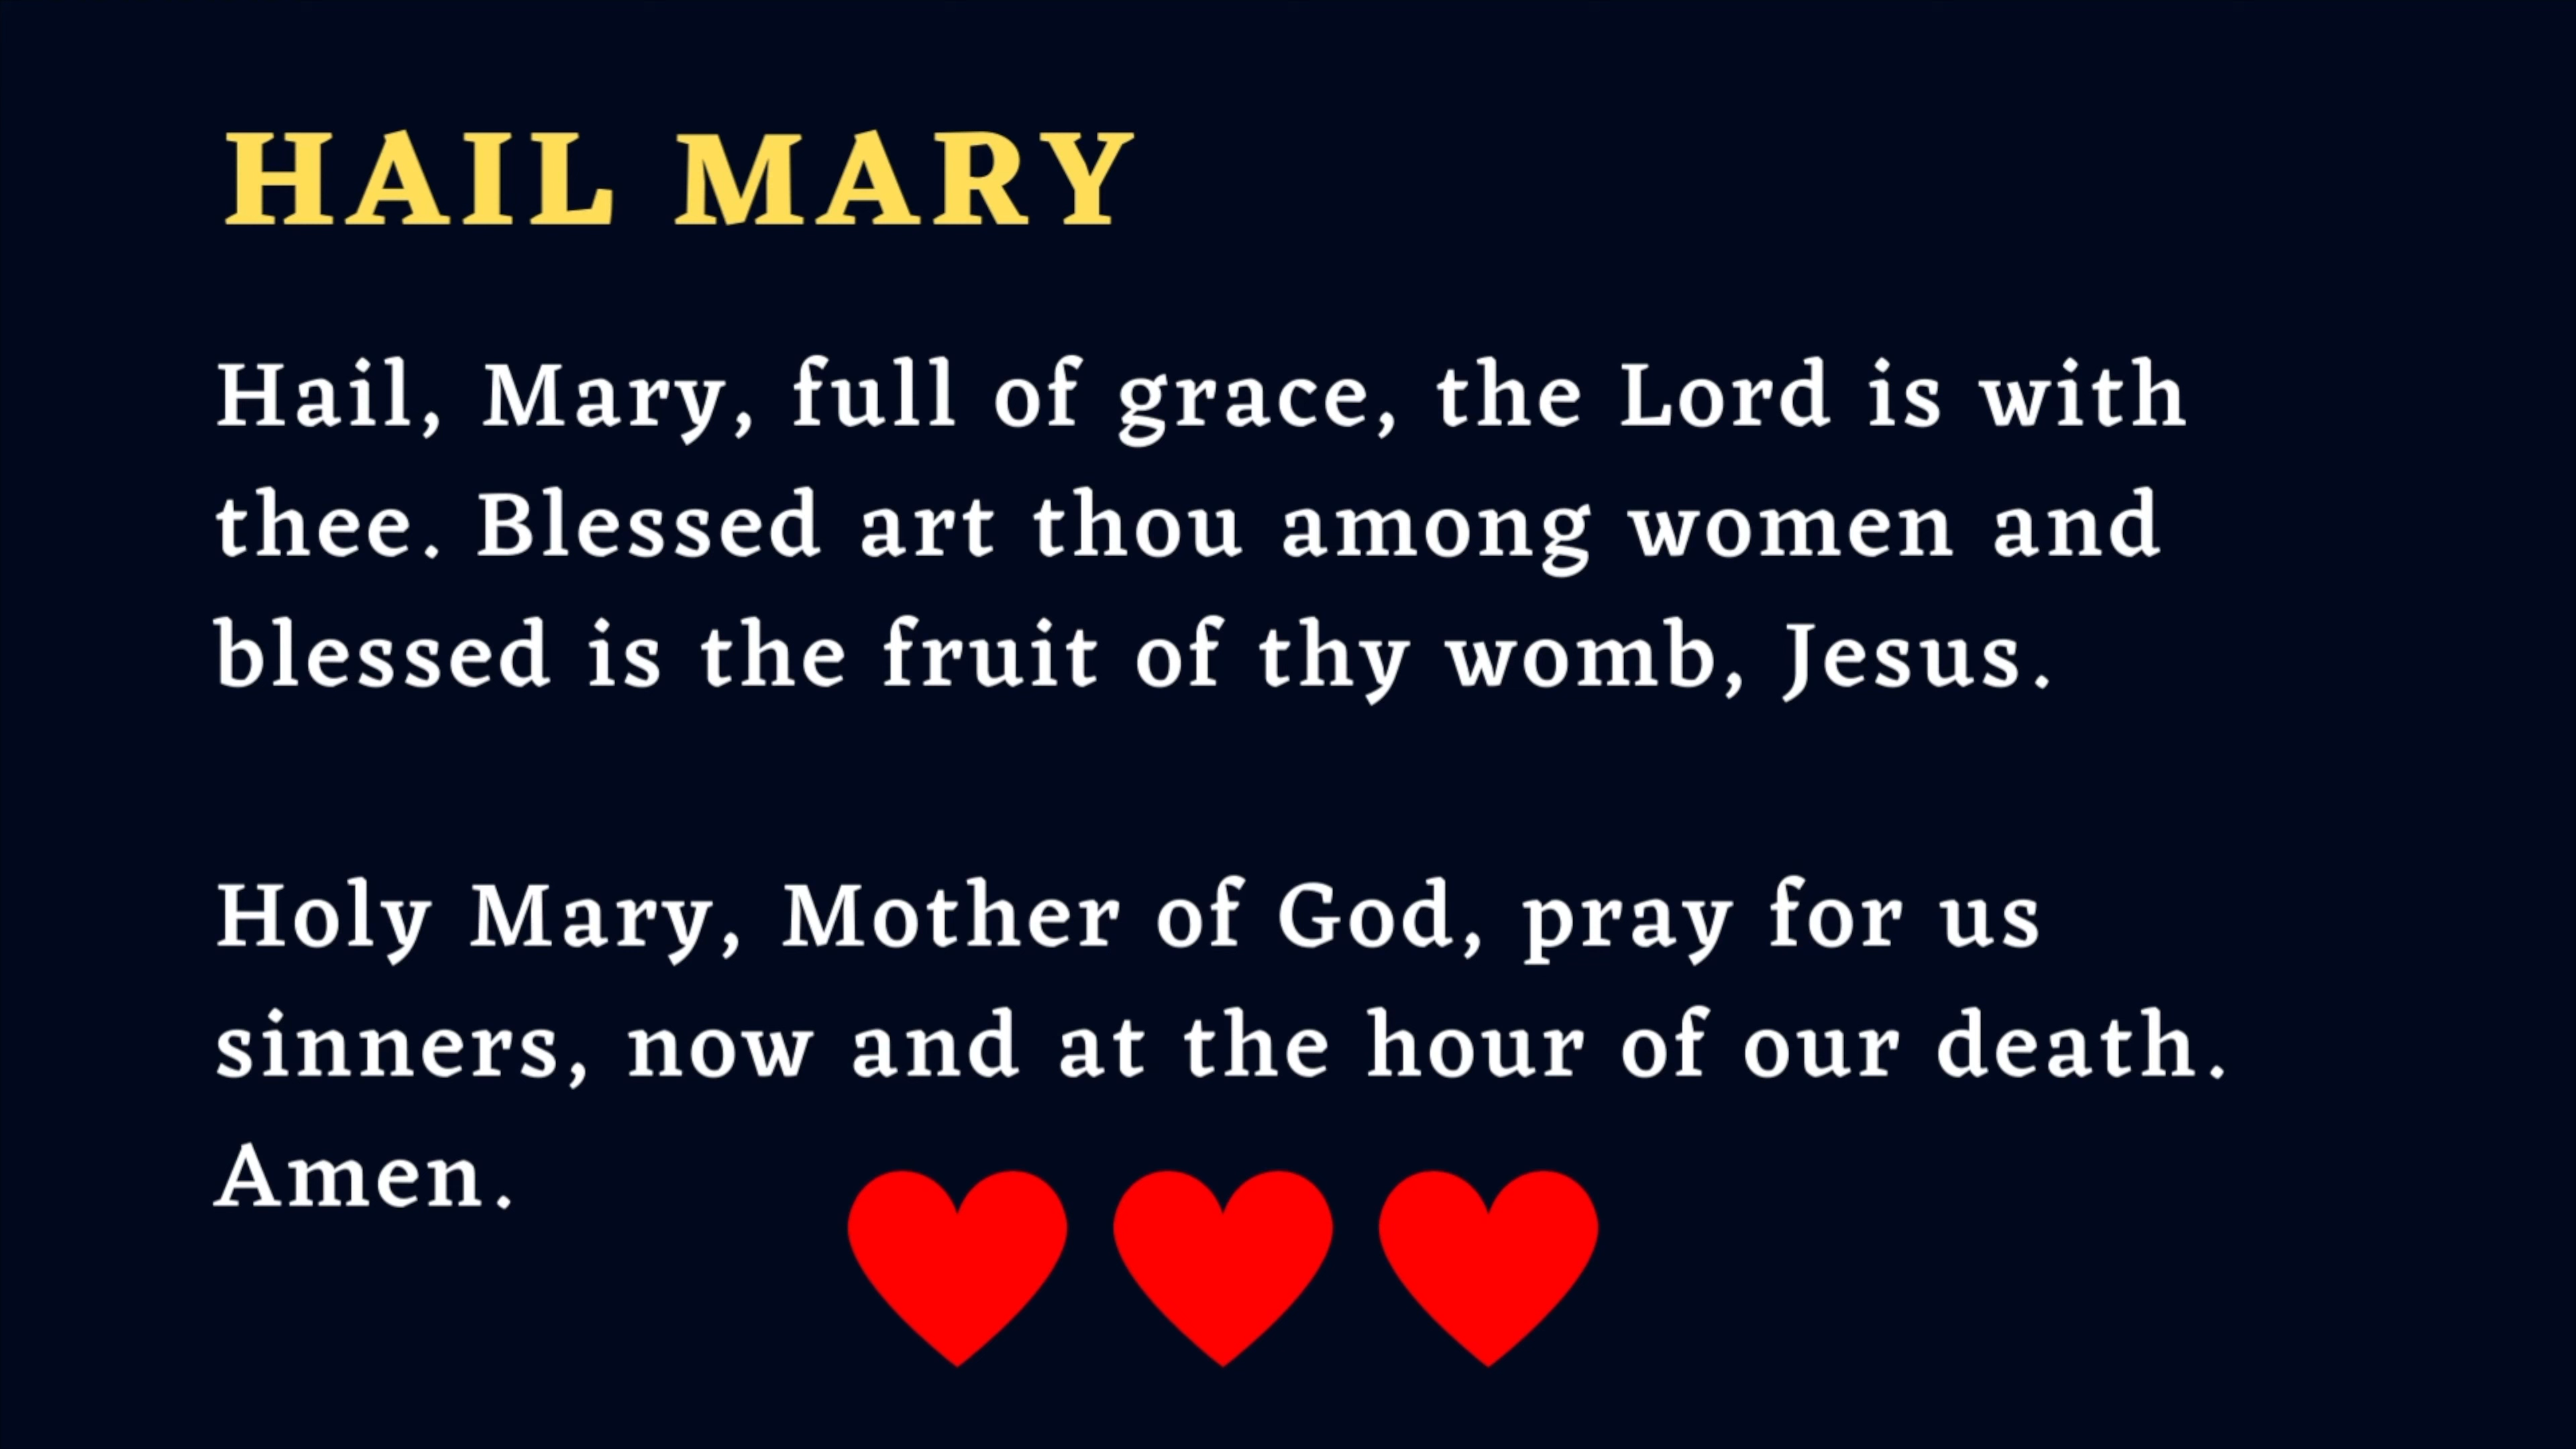 HAIL MARY
Hail, Mary, full of grace, the Lord is with
thee. Blessed art thou among women and
blessed is the fruit of thy womb, Jesus.
Holy Mary, Mother of God, pray for us
sinners, now and at the hour of our death.
Amen.